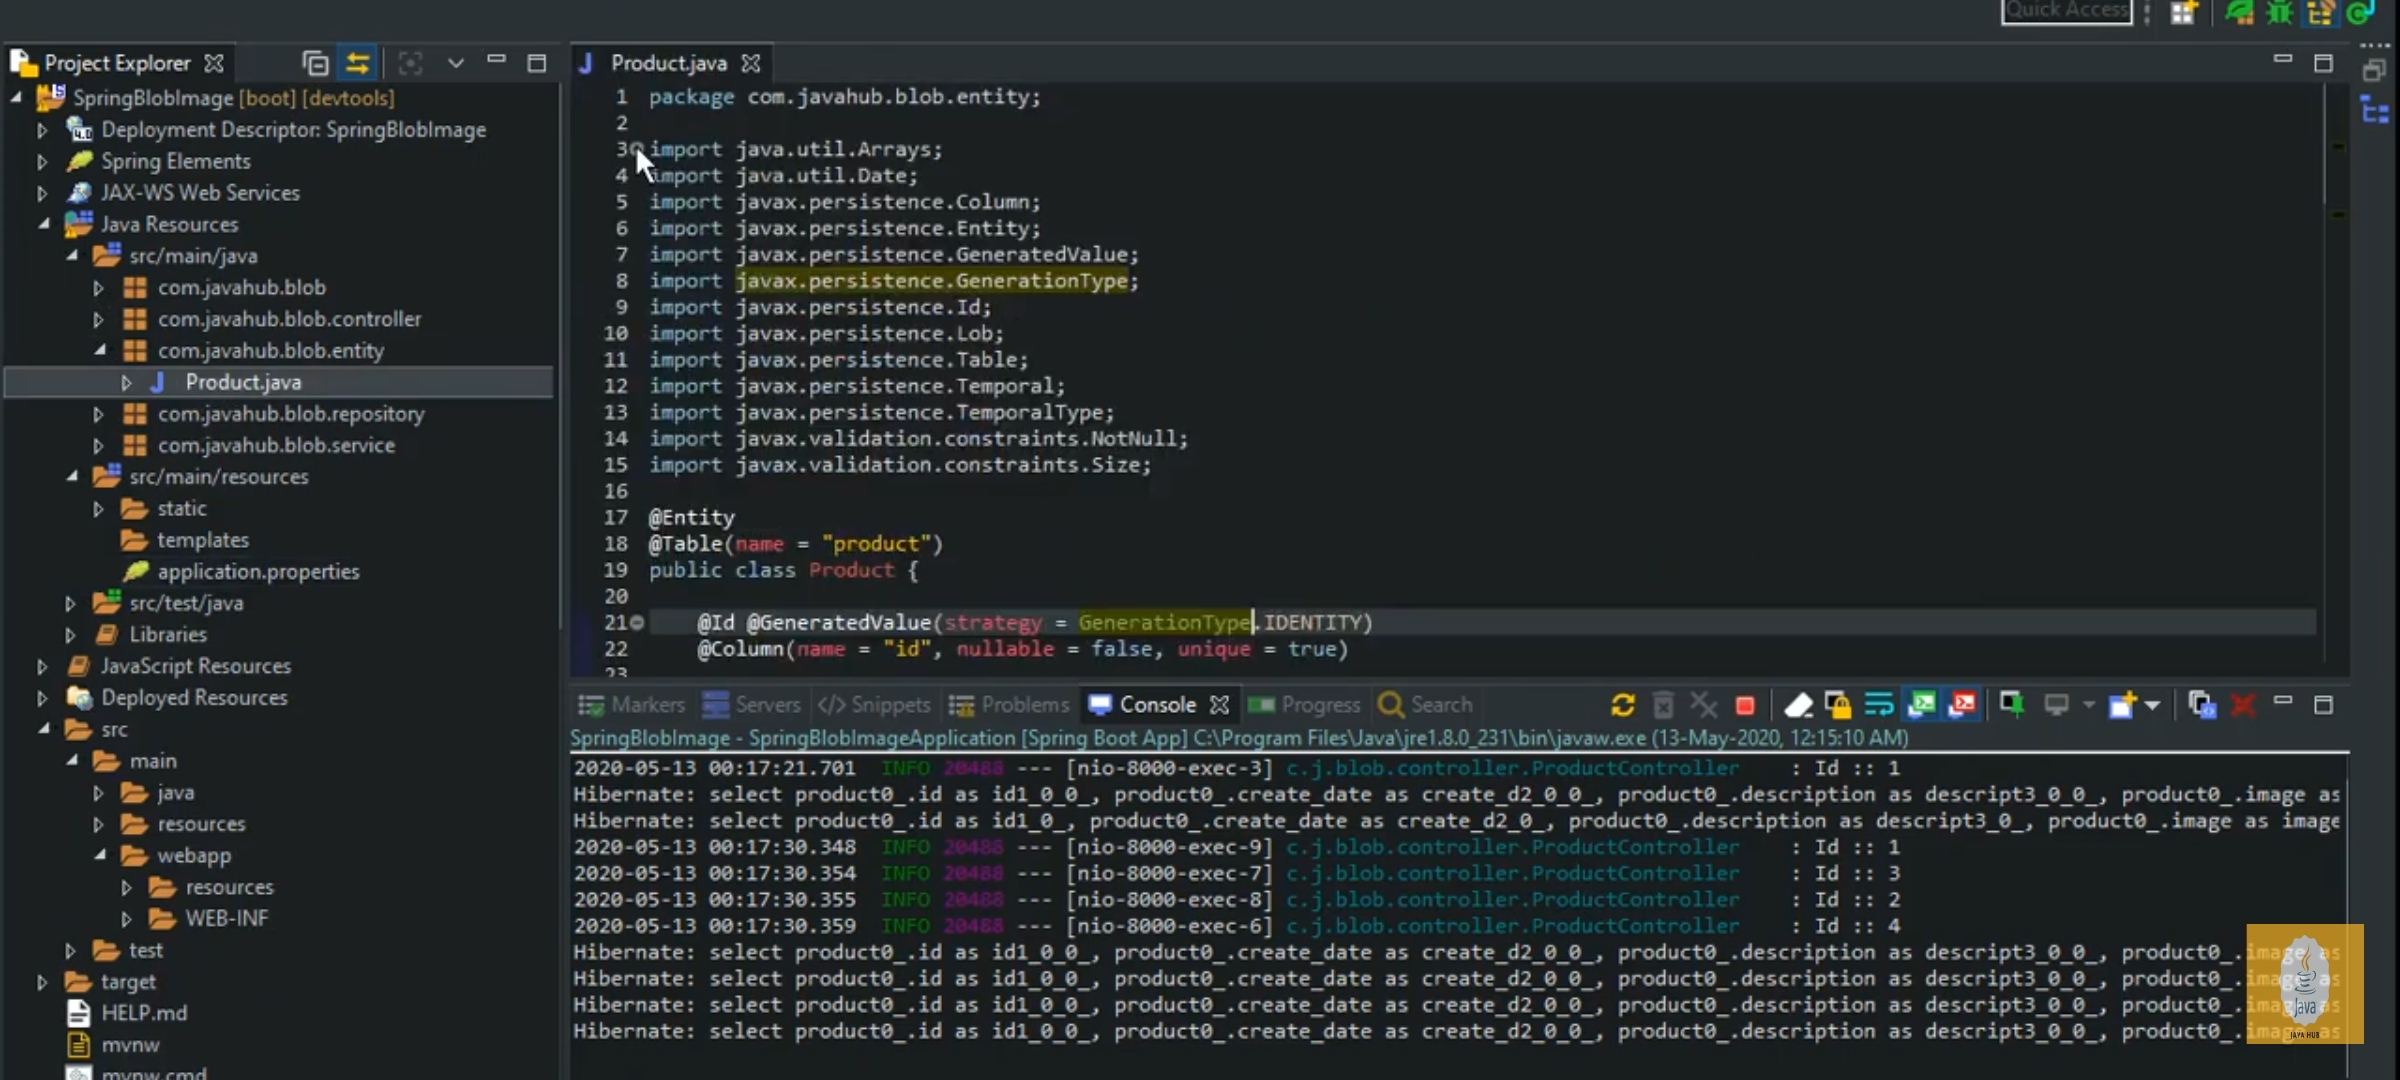 Quick Access
Project Explorer
SpringBlobImage [boot] [devtools]
Deployment Descriptor: SpringBlobImage
Spring Elements
JAX-WS Web Services
Java Resources
src/main/java
com.javahub.blob
com.javahub.blob.controller
com.javahub.blob.entity
Product.java
com.javahub.blob.repository
com.javahub.blob.service
src/main/resources
static
templates
application.properties
src/test/java
Libraries
JavaScript Resources
Deployed Resources
src
main
java
resources
webapp
resources
WEB-INF
test
target
HELP.md
mvnw
mvnw.cmd
Product.java
1 package com.javahub.blob.entity;
2
3 import java.util.Arrays;
4 import java.util.Date;
5 import javax.persistence.Column;
6 import javax.persistence.Entity;
7 import javax.persistence.GeneratedValue;
8 import javax.persistence.GenerationType;
9 import javax.persistence.Id;
10 import javax.persistence.Lob;
11 import javax.persistence.Table;
12 import javax.persistence.Temporal;
13 import javax.persistence.TemporalType;
14 import javax.validation.constraints.NotNull;
15 import javax.validation.constraints.Size;
16
17 @Entity
18 @Table(name = "product")
19 public class Product {
20
21 @Id @GeneratedValue(strategy = GenerationType.IDENTITY)
22 @Column(name = "id", nullable = false, unique = true)
23
Markers Servers Snippets Problems Console Progress Search
SpringBlobImage - SpringBlobImageApplication [Spring Boot App] C:\Program Files\Java\jre1.8.0_231\bin\javaw.exe (13-May-2020, 12:15:10 AM)
2020-05-13 00:17:21.701 INFO 20488 --- [nio-8000-exec-3] c.j.blob.controller.ProductController : Id :: 1
Hibernate: select product0_.id as id1_0_0_, product0_.create_date as create_d2_0_0_, product0_.description as descript3_0_0_, product0_.image as
Hibernate: select product0_.id as id1_0_, product0_.create_date as create_d2_0_, product0_.description as descript3_0_, product0_.image as image
2020-05-13 00:17:30.348 INFO 20488 --- [nio-8000-exec-9] c.j.blob.controller.ProductController : Id :: 1
2020-05-13 00:17:30.354 INFO 20488 --- [nio-8000-exec-7] c.j.blob.controller.ProductController : Id :: 3
2020-05-13 00:17:30.355 INFO 20488 --- [nio-8000-exec-8] c.j.blob.controller.ProductController : Id :: 2
2020-05-13 00:17:30.359 INFO 20488 --- [nio-8000-exec-6] c.j.blob.controller.ProductController : Id :: 4
Hibernate: select product0_.id as id1_0_0_, product0_.create_date as create_d2_0_0_, product0_.description as descript3_0_0_, product0_.image as
Hibernate: select product0_.id as id1_0_0_, product0_.create_date as create_d2_0_0_, product0_.description as descript3_0_0_, product0_.image as
Hibernate: select product0_.id as id1_0_0_, product0_.create_date as create_d2_0_0_, product0_.description as descript3_0_0_, product0_.image as
Hibernate: select product0_.id as id1_0_0_, product0_.create_date as create_d2_0_0_, product0_.description as descript3_0_0_, product0_.image as
Java
JAVA HUB